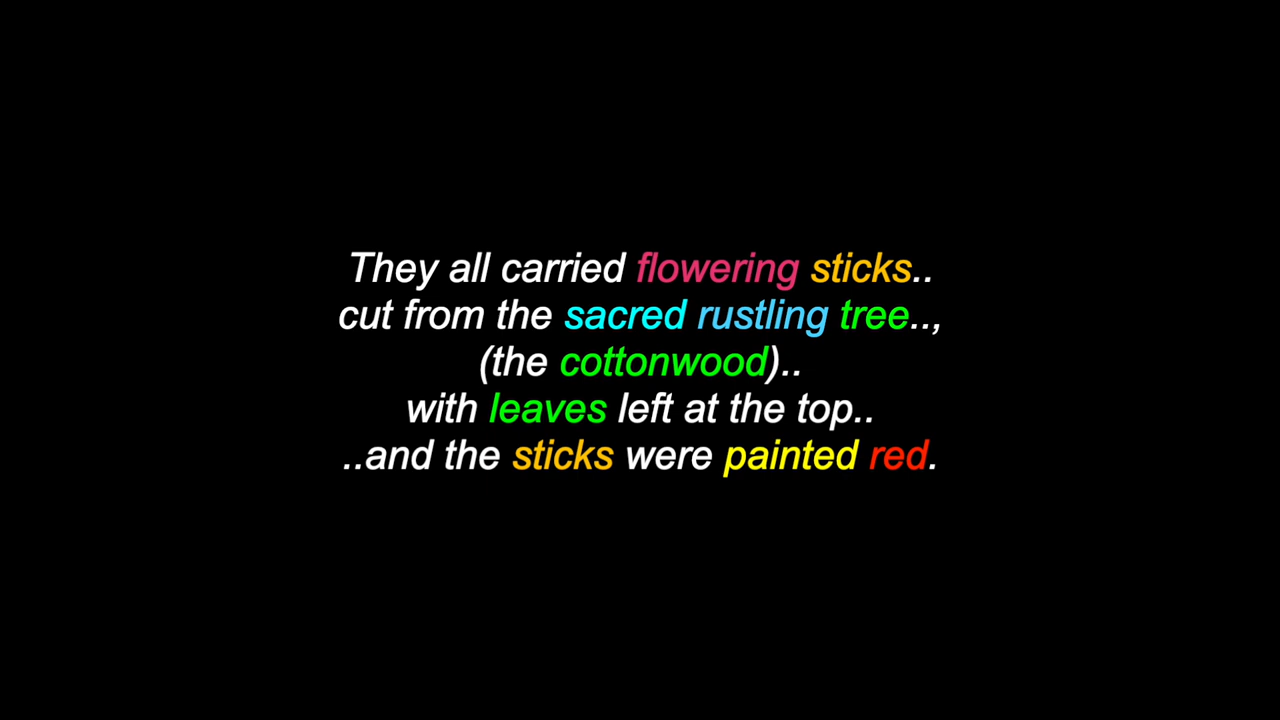 They all carried flowering sticks..
cut from the sacred rustling tree..,
(the cottonwood)..
with leaves left at the top..
..and the sticks were painted red.